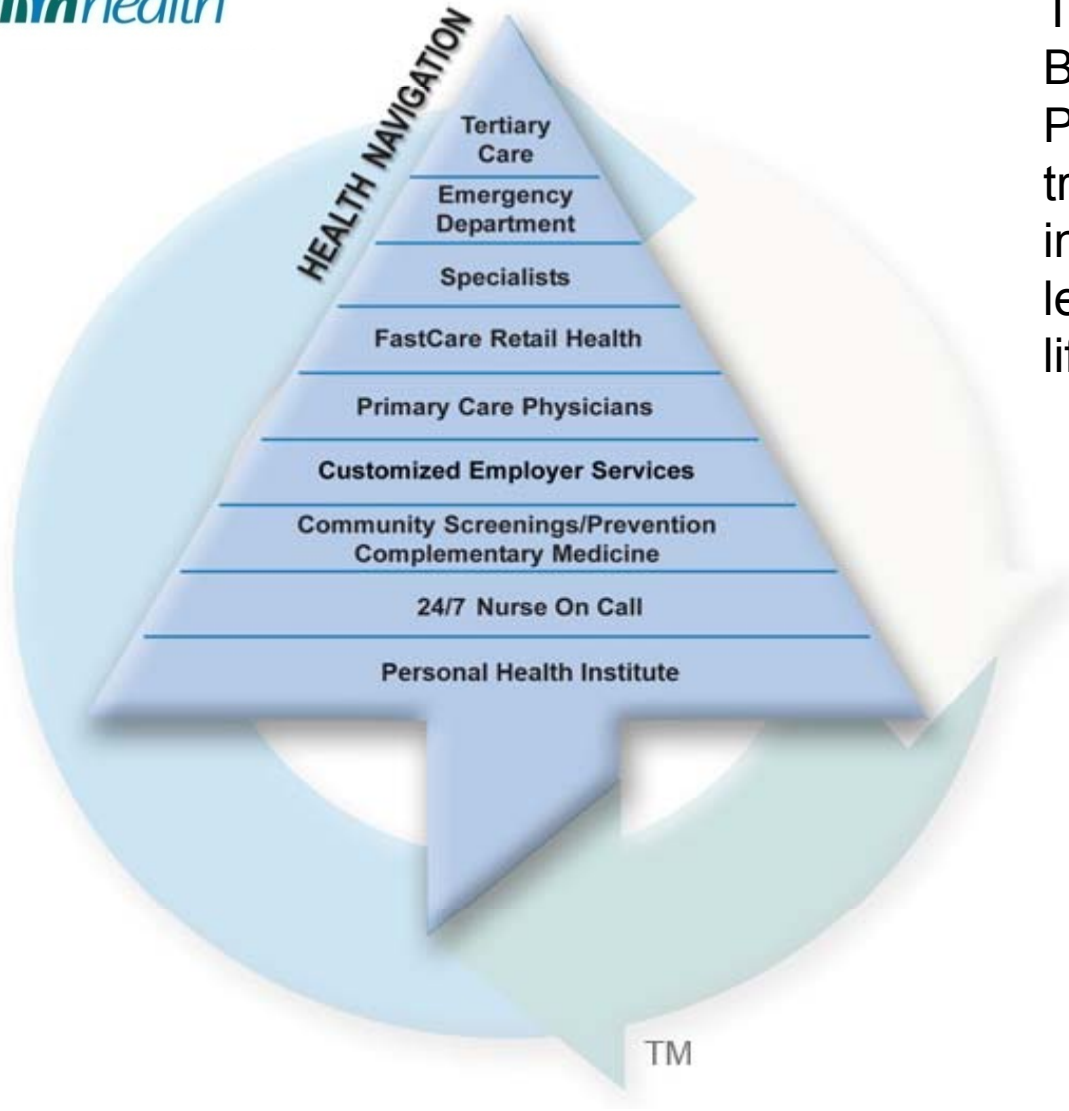 health
HEALTH NAVIGATION
Tertiary
Care
Emergency
Department
Specialists
FastCare Retail Health
Primary Care Physicians
Customized Employer Services
Community Screenings/Prevention
Complementary Medicine
24/7 Nurse On Call
Personal Health Institute
TM